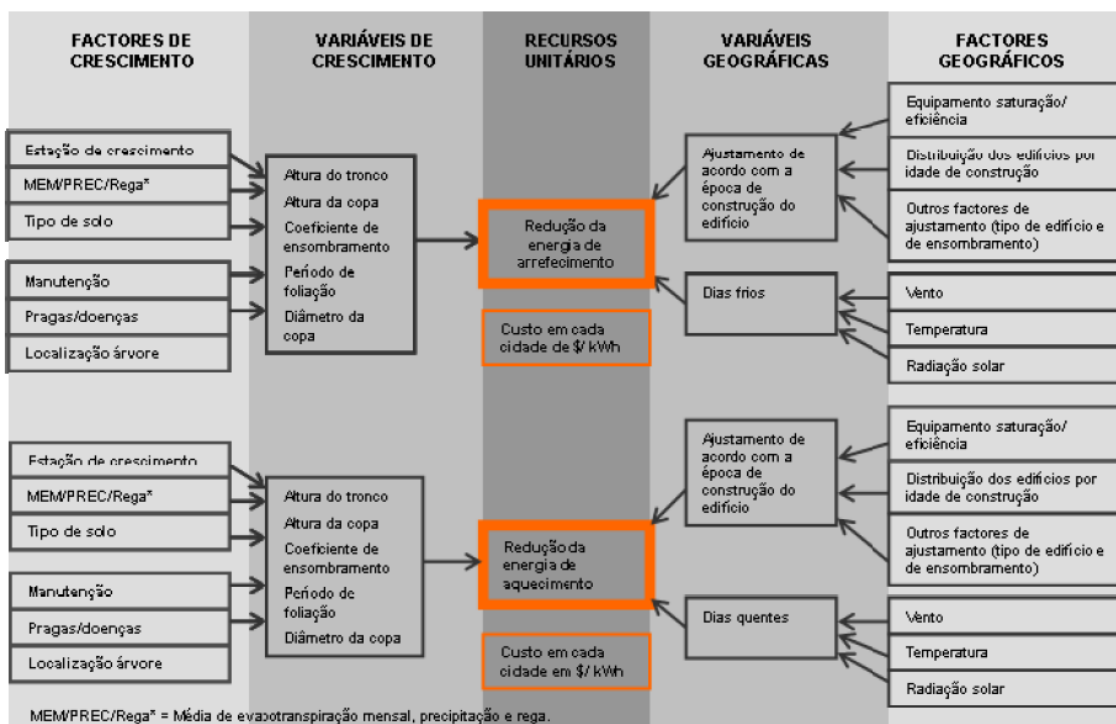 FACTORES DE
CRESCIMENTO
VARIÁVEIS DE
CRESCIMENTO
RECURSOS
UNITÁRIOS
VARIÁVEIS
GEOGRÁFICAS
FACTORES
GEOGRÁFICOS
Estação de crescimento
MEM/PREC/Rega*
Tipo de solo
Manutenção
Pragas/doenças
Localização árvore
Altura do tronco
Altura da copa
Coeficiente de
ensombramento
Período de
foliação
Diâmetro da
copa
Redução da
energia de
arrefecimento
Custo em cada
cidade de $/ kWh
Ajustamento de
acordo com a
época de
construção do
edifício
Dias frios
Equipamento saturação/
eficiência
Distribuição dos edifícios por
idade de construção
Outros factores de
ajustamento (tipo de edifício e
de ensombramento)
Vento
Temperatura
Radiação solar
Estação de crescimento
MEM/PREC/Rega*
Tipo de solo
Manutenção
Pragas/doenças
Localização árvore
Altura do tronco
Altura da copa
Coeficiente de
ensombramento
Período de
foliação
Diâmetro da copa
Redução da
energia de
aquecimento
Custo em cada
cidade em $/ kWh
Ajustamento de
acordo com a
época de
construção do
edifício
Dias quentes
Equipamento saturação/
eficiência
Distribuição dos edifícios por
idade de construção
Outros factores de
ajustamento (tipo de edifício e
de ensombramento)
Vento
Temperatura
Radiação solar
MEM/PREC/Rega* = Média de evapotranspiração mensal, precipitação e rega.